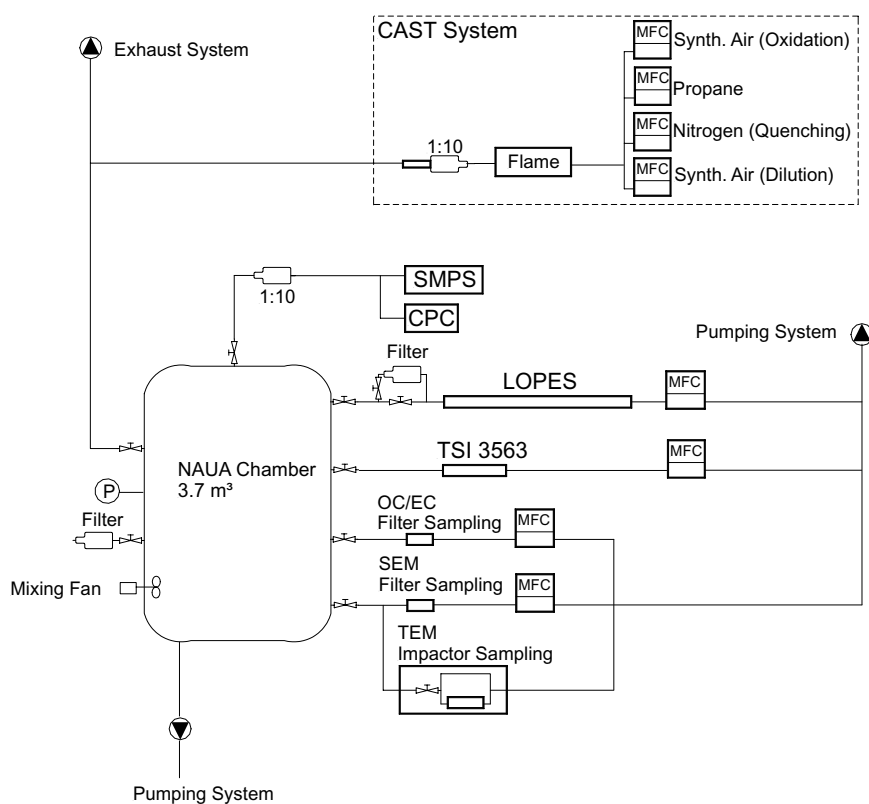 CAST System
Exhaust System
MFC
Synth. Air (Oxidation)
MFC
Propane
MFC
Nitrogen (Quenching)
MFC
Synth. Air (Dilution)
1:10
Flame
1:10
SMPS
CPC
Pumping System
Filter
LOPES
MFC
TSI 3563
MFC
NAUA Chamber
3.7 m³
P
Filter
Mixing Fan
OC/EC
Filter Sampling
MFC
SEM
Filter Sampling
MFC
TEM
Impactor Sampling
Pumping System